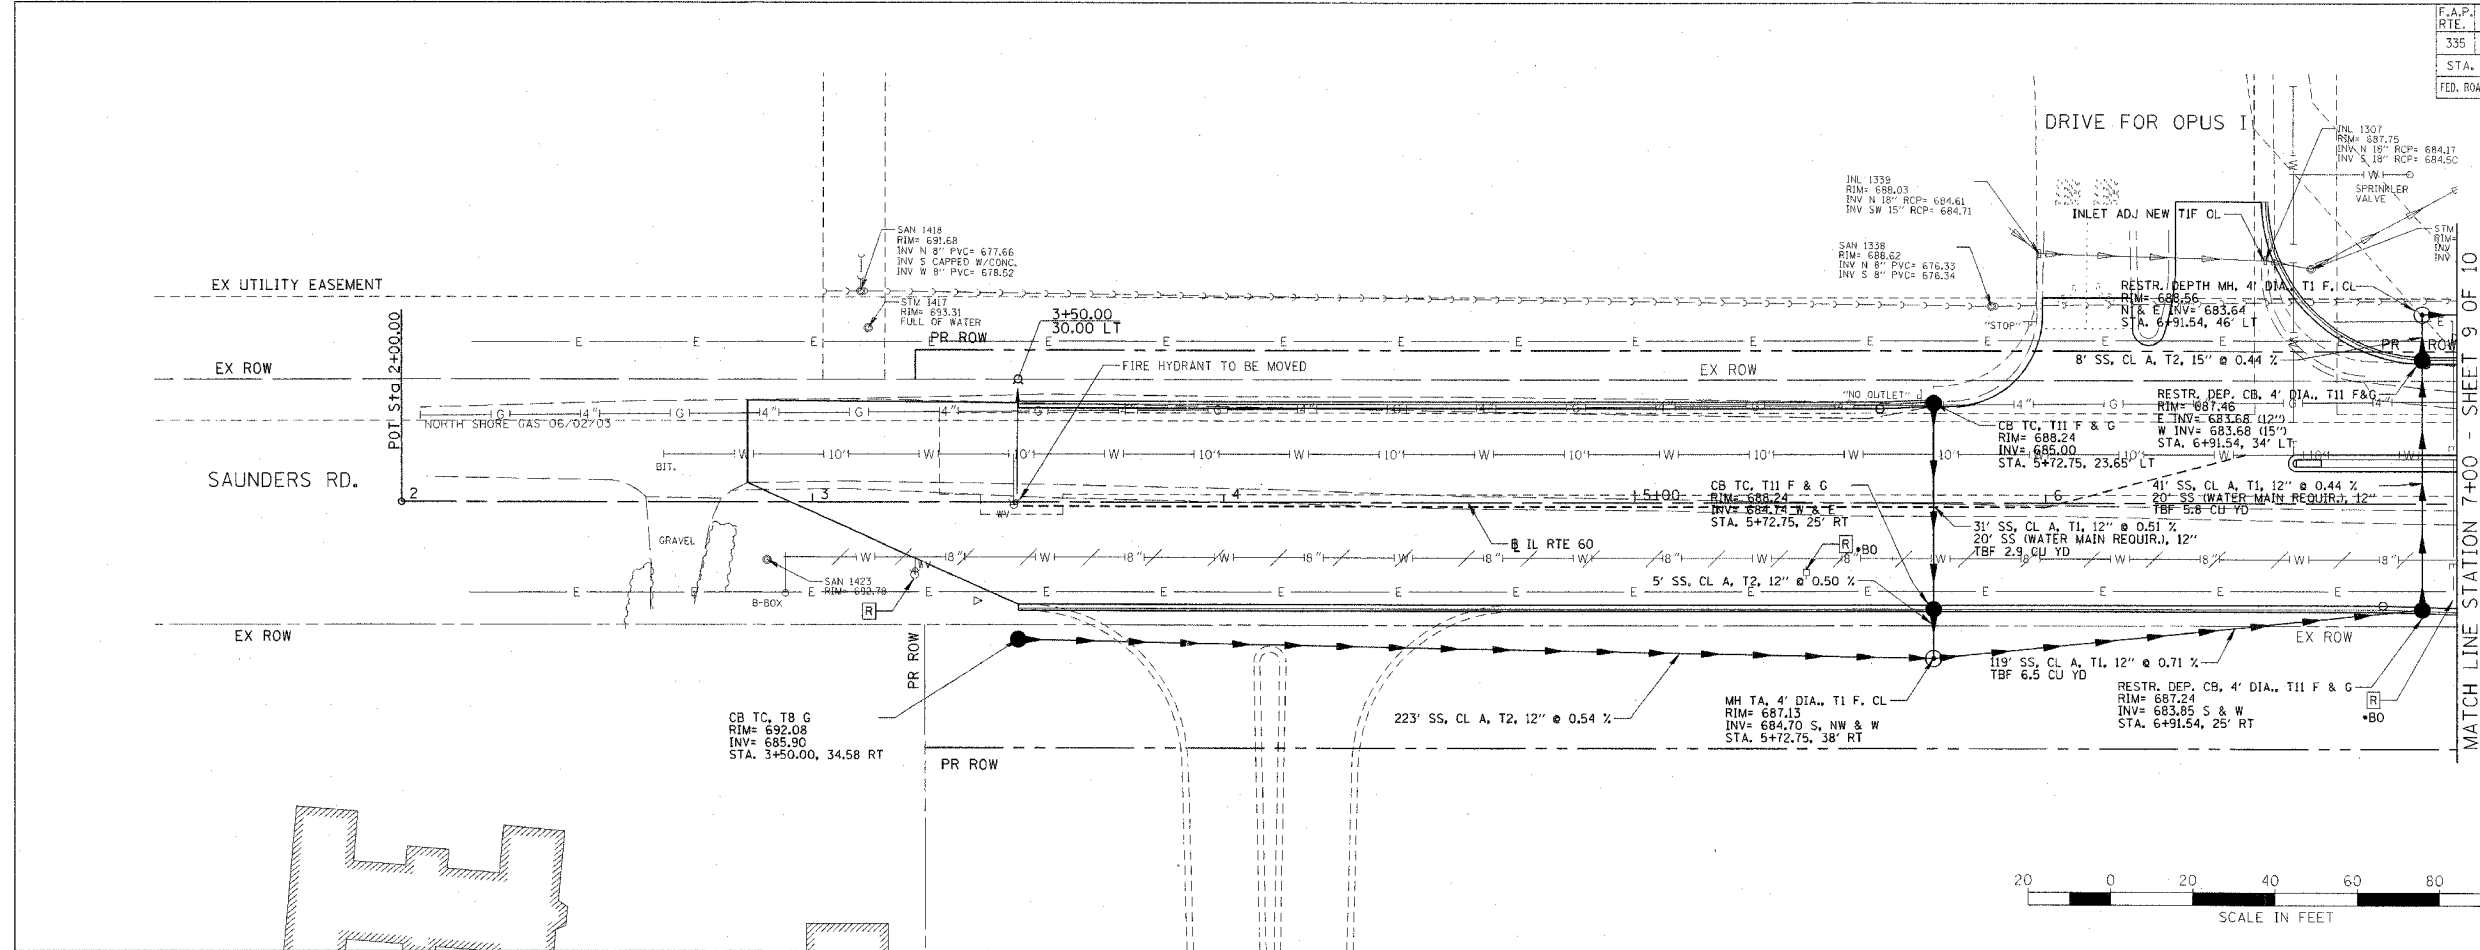 F.A.P.
RTE.
335
STA.
FED. ROA
DRIVE FOR OPUS I
INL 1307
RIM= 687.75
INV N 18" RCP= 684.17
INV S 18" RCP= 684.50
W
SPRINKLER
VALVE
INL 1339
RIM= 688.03
INV N 18" RCP= 684.61
INV SW 15" RCP= 684.71
INLET ADJ NEW T1F OL
STM
RIM=
INV
INV
SAN 1418
RIM= 691.68
INV N 8" PVC= 677.66
INV S CAPPED W/CONC.
INV W 8" PVC= 678.52
SAN 1338
RIM= 688.62
INV N 8" PVC= 676.33
INV S 8" PVC= 676.34
EX UTILITY EASEMENT
STM 1417
RIM= 693.31
FULL OF WATER
RESTR. DEPTH MH, 4' DIA., T1 F, CL
RIM= 688.56
N & E INV= 683.64
STA. 6+91.54, 46' LT
3+50.00
30.00 LT
"STOP"
PR ROW
PR ROW
POT Sta 2+00.00
EX ROW
FIRE HYDRANT TO BE MOVED
EX ROW
8' SS, CL A, T2, 15" @ 0.44 %
"NO OUTLET"
RESTR. DEP. CB, 4' DIA., T11 F&G
RIM= 687.46
E INV= 683.68 (12")
W INV= 683.68 (15")
STA. 6+91.54, 34' LT
NORTH SHORE GAS 06/02/03
CB TC, T11 F & G
RIM= 688.24
INV= 685.00
STA. 5+72.75, 23.65' LT
BIT.
SAUNDERS RD.
2
3
4
5+00
6
WV
CB TC, T11 F & G
RIM= 688.24
INV= 684.74 W & E
STA. 5+72.75, 25' RT
41' SS, CL A, T1, 12" @ 0.44 %
20' SS (WATER MAIN REQUIR.), 12"
TBF 5.8 CU YD
31' SS, CL A, T1, 12" @ 0.51 %
20' SS (WATER MAIN REQUIR.), 12"
TBF 2.9 CU YD
GRAVEL
B IL RTE 60
R
•BO
SAN 1423
RIM= 692.78
B-BOX
WV
R
5' SS, CL A, T2, 12" @ 0.50 %
EX ROW
EX ROW
PR ROW
119' SS, CL A, T1, 12" @ 0.71 %
TBF 6.5 CU YD
RESTR. DEP. CB, 4' DIA., T11 F & G
RIM= 687.24
INV= 683.85 S & W
STA. 6+91.54, 25' RT
R
•BO
CB TC, T8 G
RIM= 692.08
INV= 685.90
STA. 3+50.00, 34.58 RT
223' SS, CL A, T2, 12" @ 0.54 %
MH TA, 4' DIA., T1 F, CL
RIM= 687.13
INV= 684.70 S, NW & W
STA. 5+72.75, 38' RT
PR ROW
MATCH LINE STATION 7+00 - SHEET 9 OF 10
20 0 20 40 60 80
SCALE IN FEET